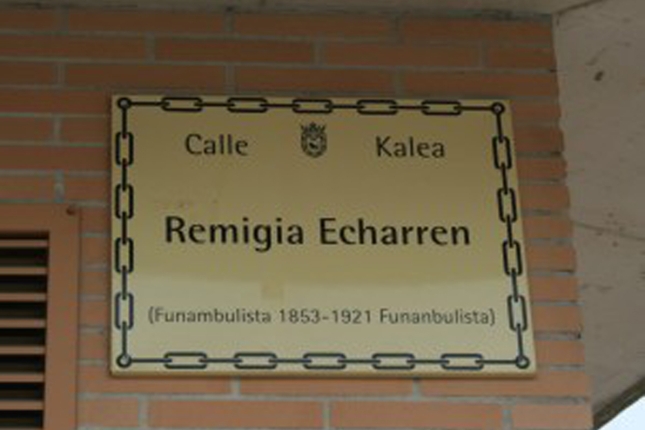 Calle Kalea
Remigia Echarren
(Funambulista 1853-1921 Funanbulista)